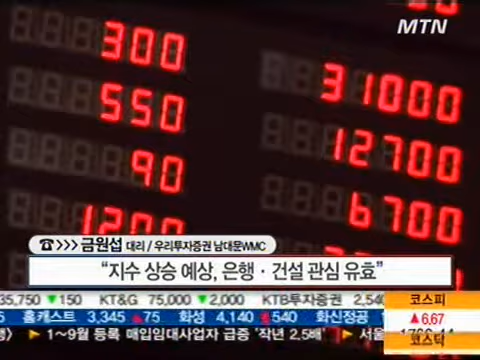 MTN
300
31000
550
12700
90
6700
1200
☎>>> 금원섭 대리 / 우리투자증권 남대문WMC
“지수 상승 예상, 은행 · 건설 관심 유효”
35,750 ▼150 KT&G 75,000 ▼2,000 KTB투자증권 2,540
코스피
홈캐스트 3,345 ▲75 화성 4,140 ♣540 화신정공
▲6,67
▶ 1~9월 등록 매입임대사업자 급증 ‘작년 2.5배’ ▶ 서울
코스닥